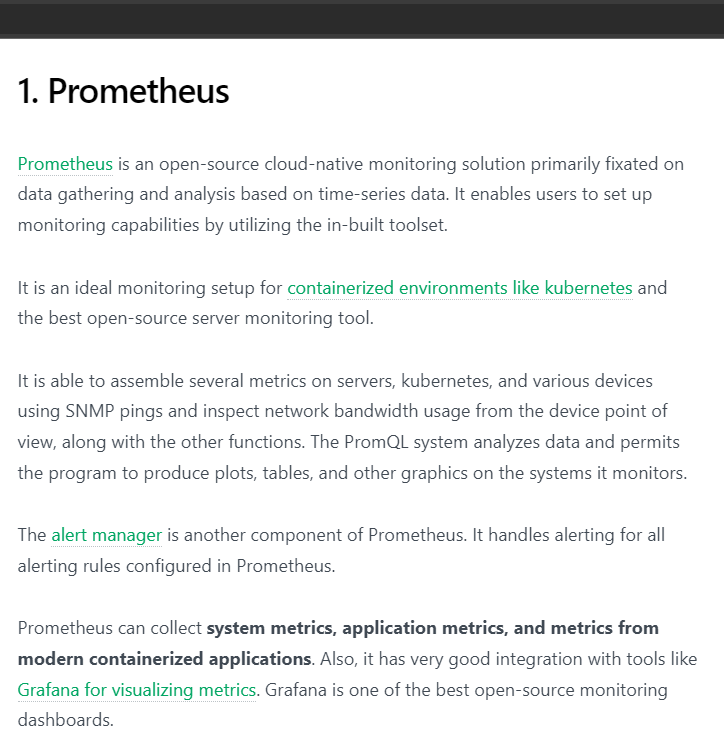 1. Prometheus
Prometheus is an open-source cloud-native monitoring solution primarily fixated on
data gathering and analysis based on time-series data. It enables users to set up
monitoring capabilities by utilizing the in-built toolset.
It is an ideal monitoring setup for containerized environments like kubernetes and
the best open-source server monitoring tool.
It is able to assemble several metrics on servers, kubernetes, and various devices
using SNMP pings and inspect network bandwidth usage from the device point of
view, along with the other functions. The PromQL system analyzes data and permits
the program to produce plots, tables, and other graphics on the systems it monitors.
The alert manager is another component of Prometheus. It handles alerting for all
alerting rules configured in Prometheus.
Prometheus can collect system metrics, application metrics, and metrics from
modern containerized applications. Also, it has very good integration with tools like
Grafana for visualizing metrics. Grafana is one of the best open-source monitoring
dashboards.